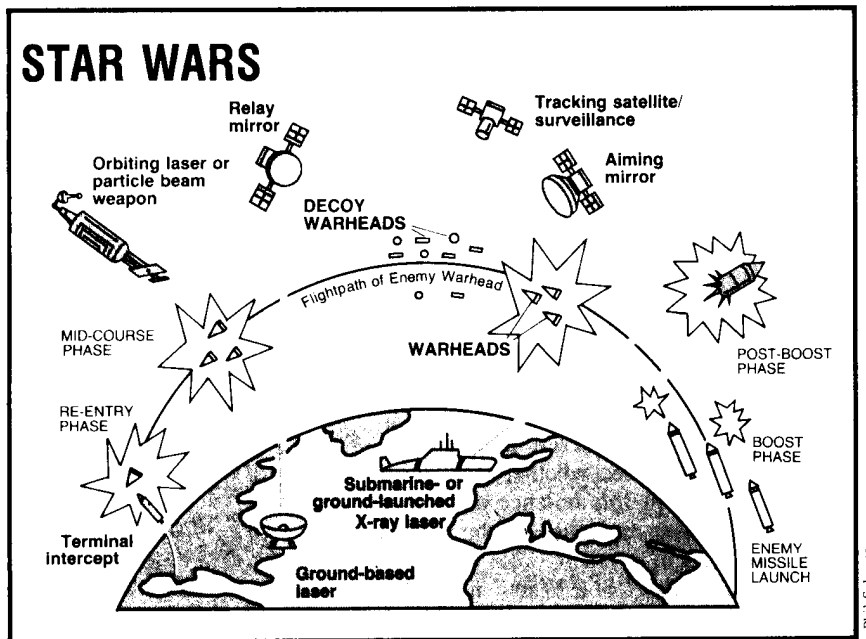 STAR WARS
Relay
mirror
Tracking satellite/
surveillance
Orbiting laser or
particle beam
weapon
Aiming
mirror
DECOY
WARHEADS
Flightpath of Enemy Warhead
MID-COURSE
PHASE
WARHEADS
POST-BOOST
PHASE
RE-ENTRY
PHASE
BOOST
PHASE
Submarine- or
ground-launched
X-ray laser
Terminal
intercept
ENEMY
MISSILE
LAUNCH
Ground-based
laser